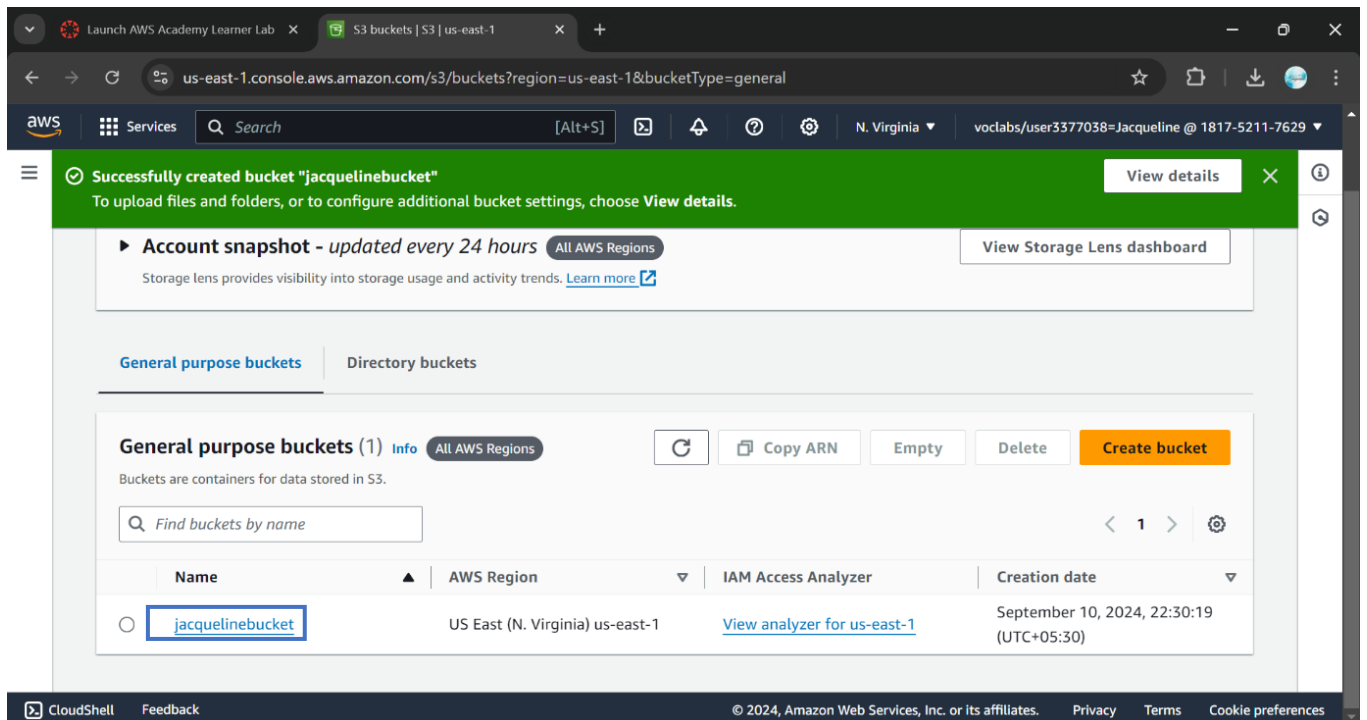 Launch AWS Academy Learner Lab
S3 buckets | S3 | us-east-1
us-east-1.console.aws.amazon.com/s3/buckets?region=us-east-1&bucketType=general
aws
Services
Search
[Alt+S]
N. Virginia ▼
voclabs/user3377038=Jacqueline @ 1817-5211-7629 ▼
Successfully created bucket "jacquelinebucket"
To upload files and folders, or to configure additional bucket settings, choose View details.
View details
Account snapshot - updated every 24 hours All AWS Regions
View Storage Lens dashboard
Storage lens provides visibility into storage usage and activity trends. Learn more
General purpose buckets Directory buckets
General purpose buckets (1) Info All AWS Regions
Copy ARN Empty Delete Create bucket
Buckets are containers for data stored in S3.
Find buckets by name
1
Name AWS Region IAM Access Analyzer Creation date
jacquelinebucket US East (N. Virginia) us-east-1 View analyzer for us-east-1 September 10, 2024, 22:30:19
(UTC+05:30)
CloudShell Feedback © 2024, Amazon Web Services, Inc. or its affiliates. Privacy Terms Cookie preferences